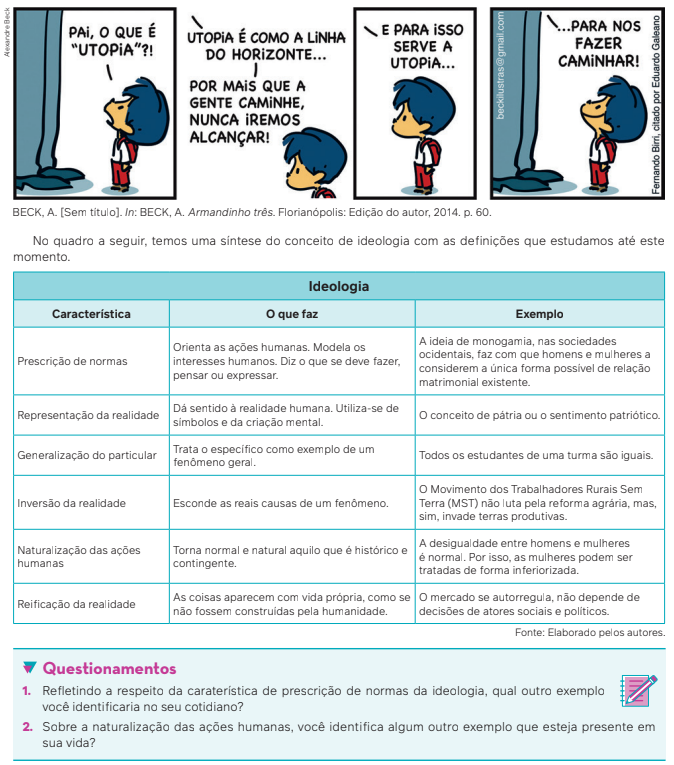 Alexandre Beck
PAI, O QUE É
"UTOPIA"?!
UTOPIA É COMO A LINHA
DO HORIZONTE...
POR MAIS QUE A
GENTE CAMINHE,
NUNCA IREMOS
ALCANÇAR!
E PARA ISSO
SERVE A
UTOPIA...
...PARA NOS
FAZER
CAMINHAR!
beckilustras@gmail.com
Fernando Birri, citado por Eduardo Galeano
BECK, A. [Sem título]. In: BECK, A. Armandinho três. Florianópolis: Edição do autor, 2014. p. 60.
No quadro a seguir, temos uma síntese do conceito de ideologia com as definições que estudamos até este
momento.
Ideologia
Característica
O que faz
Exemplo
Prescrição de normas
Orienta as ações humanas. Modela os
interesses humanos. Diz o que se deve fazer,
pensar ou expressar.
A ideia de monogamia, nas sociedades
ocidentais, faz com que homens e mulheres a
considerem a única forma possível de relação
matrimonial existente.
Representação da realidade
Dá sentido à realidade humana. Utiliza-se de
símbolos e da criação mental.
O conceito de pátria ou o sentimento patriótico.
Generalização do particular
Trata o específico como exemplo de um
fenômeno geral.
Todos os estudantes de uma turma são iguais.
Inversão da realidade
Esconde as reais causas de um fenômeno.
O Movimento dos Trabalhadores Rurais Sem
Terra (MST) não luta pela reforma agrária, mas,
sim, invade terras produtivas.
Naturalização das ações
humanas
Torna normal e natural aquilo que é histórico e
contingente.
A desigualdade entre homens e mulheres
é normal. Por isso, as mulheres podem ser
tratadas de forma inferiorizada.
Reificação da realidade
As coisas aparecem com vida própria, como se
não fossem construídas pela humanidade.
O mercado se autorregula, não depende de
decisões de atores sociais e políticos.
Fonte: Elaborado pelos autores.
Questionamentos
1. Refletindo a respeito da caraterística de prescrição de normas da ideologia, qual outro exemplo
você identificaria no seu cotidiano?
2. Sobre a naturalização das ações humanas, você identifica algum outro exemplo que esteja presente em
sua vida?